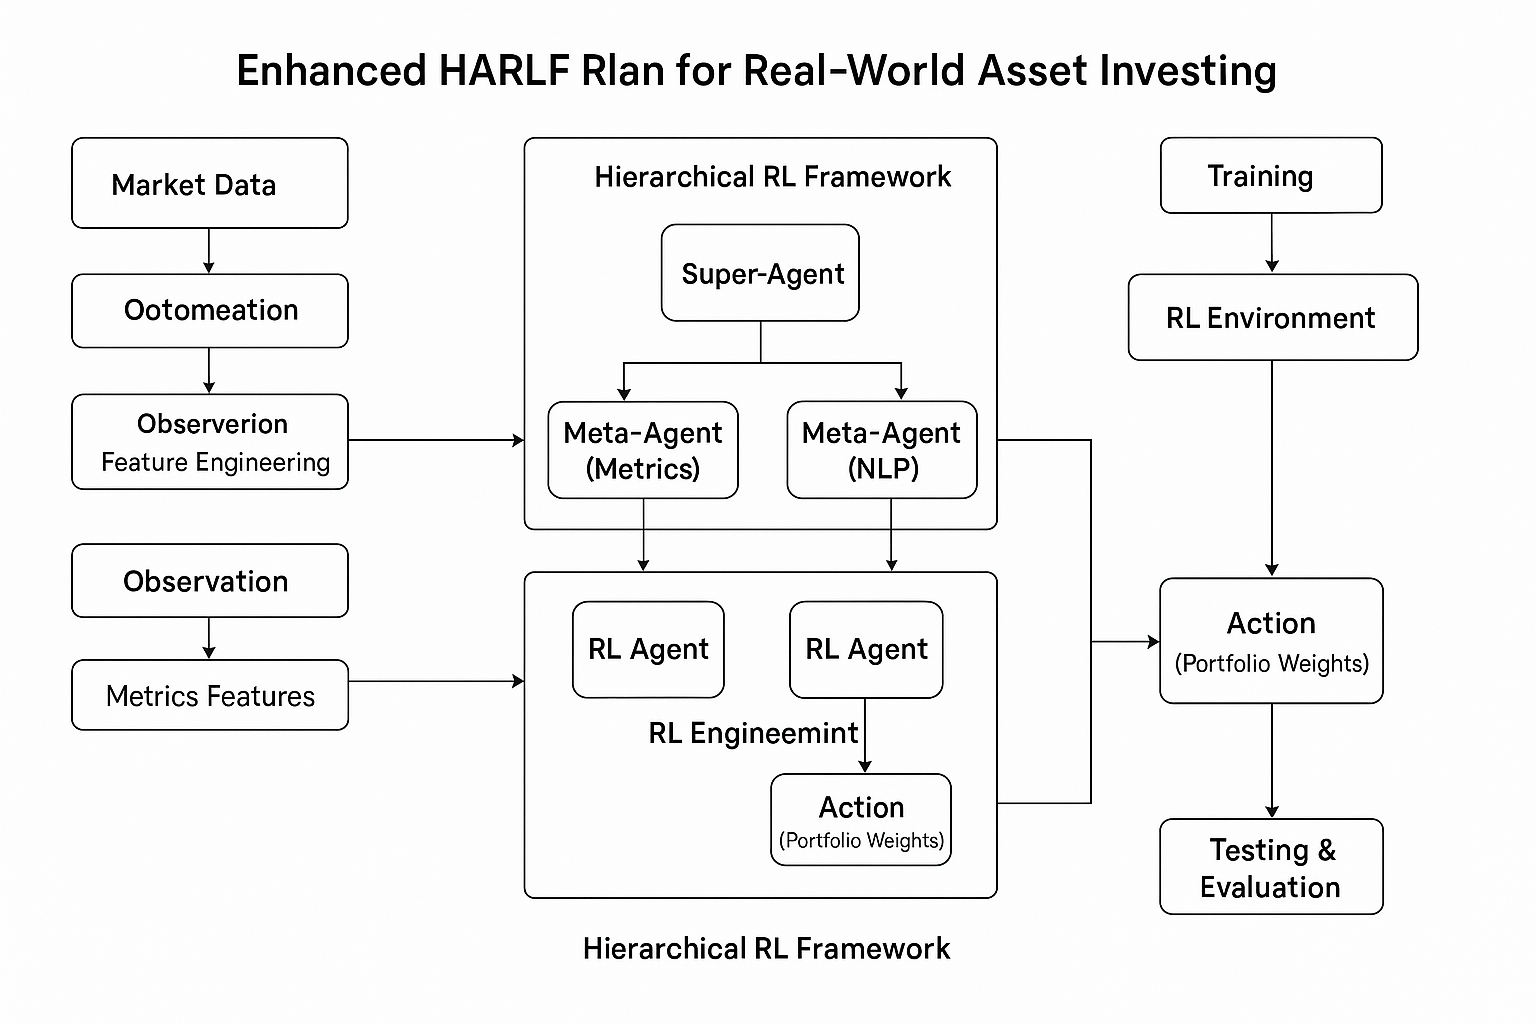 Enhanced HARLF Rlan for Real-World Asset Investing
Market Data
Ootomeation
Observerion
Feature Engineering
Observation
Metrics Features
Hierarchical RL Framework
Super-Agent
Meta-Agent
(Metrics)
Meta-Agent
(NLP)
RL Agent
RL Agent
RL Engineemint
Action
(Portfolio Weights)
Hierarchical RL Framework
Training
RL Environment
Action
(Portfolio Weights)
Testing &
Evaluation